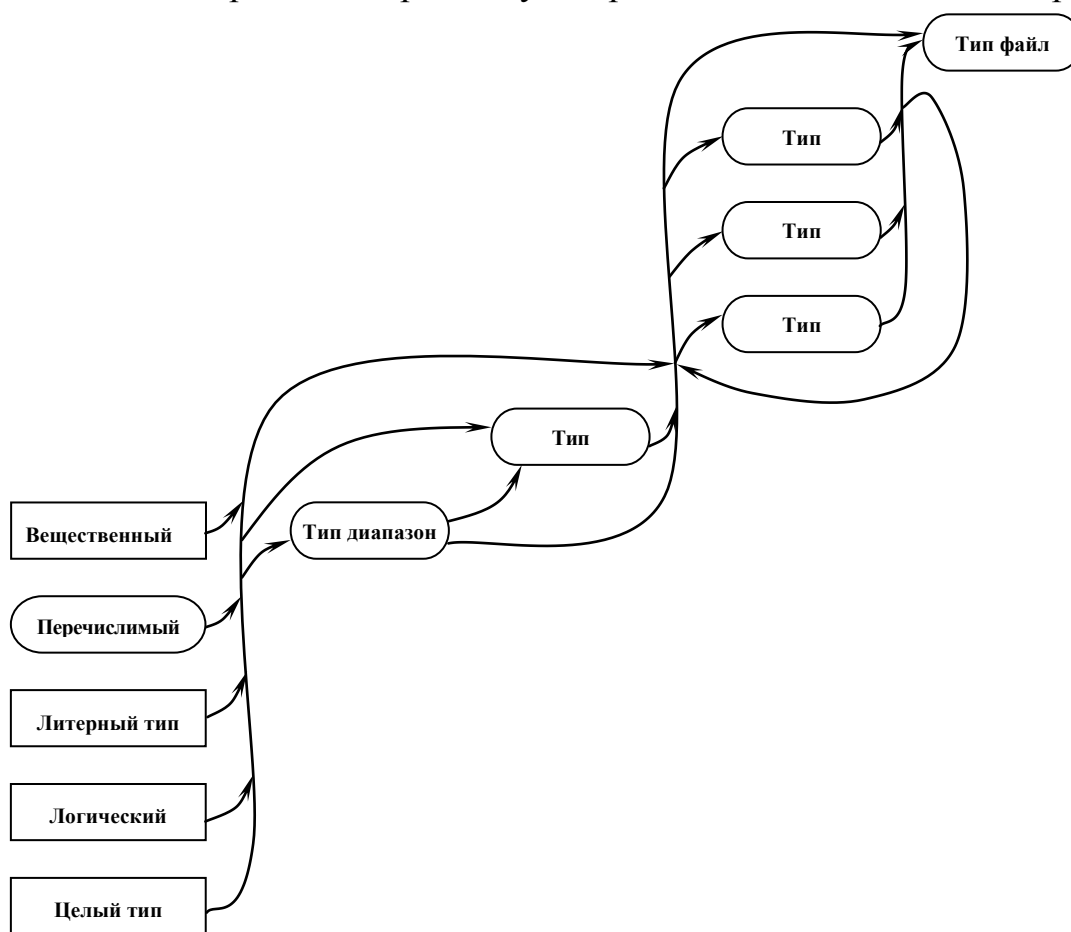 Тип файл
Тип
Тип
Тип
Тип
Тип диапазон
Вещественный
Перечислимый
Литерный тип
Логический
Целый тип